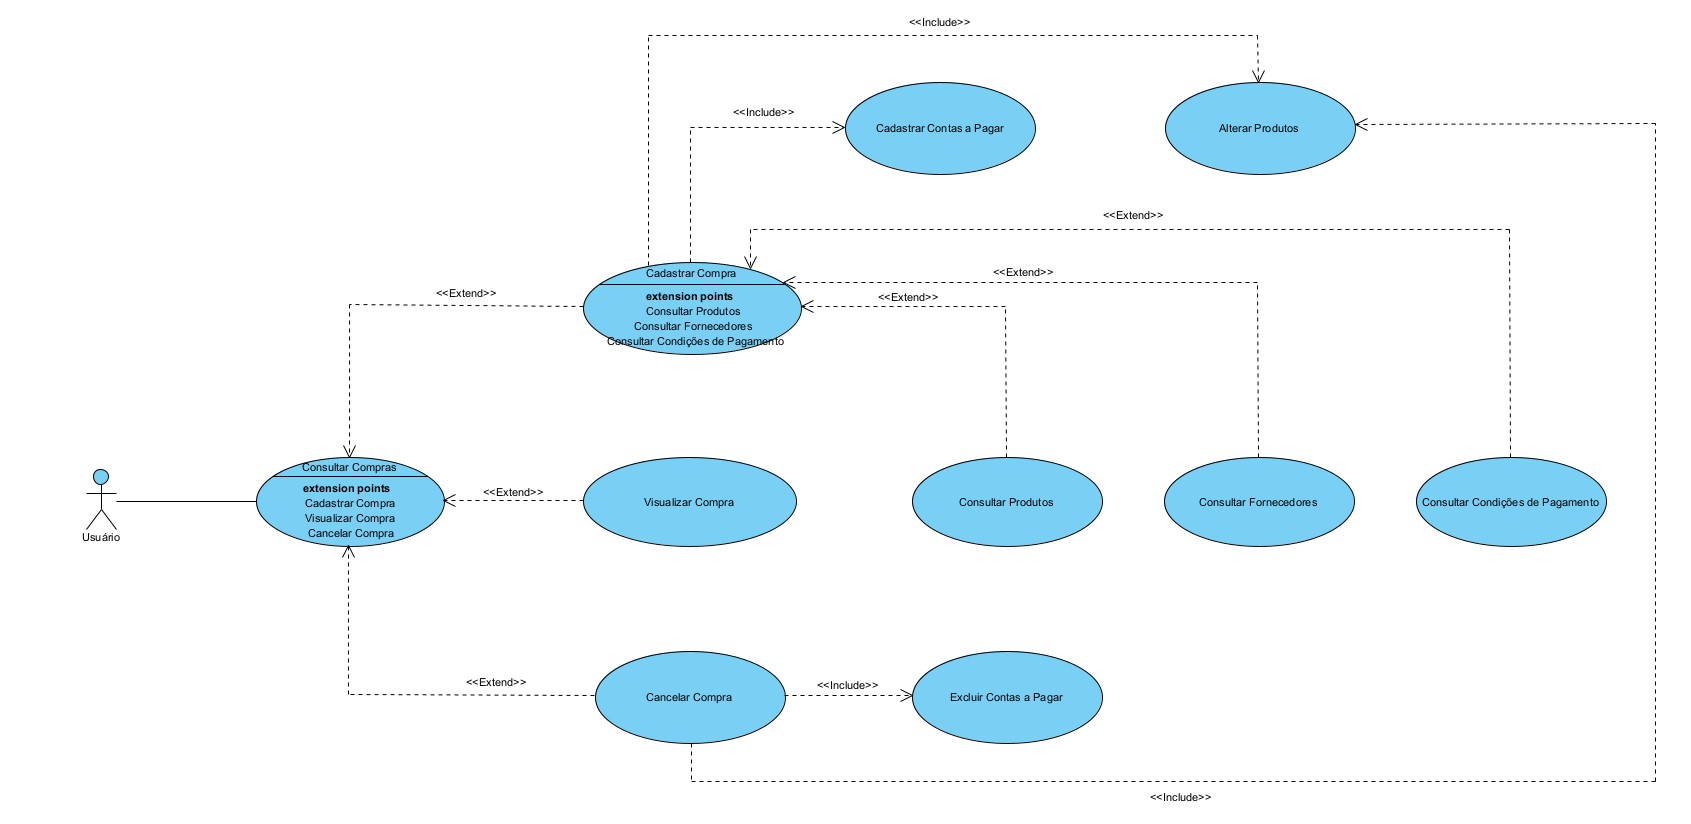 <<Include>>
<<Include>>
Cadastrar Contas a Pagar
Alterar Produtos
<<Extend>>
<<Extend>>
<<Extend>>
<<Extend>>
Cadastrar Compra
extension points
Consultar Produtos
Consultar Fornecedores
Consultar Condições de Pagamento
Usuário
Consultar Compras
extension points
Cadastrar Compra
Visualizar Compra
Cancelar Compra
<<Extend>>
Visualizar Compra
Consultar Produtos
Consultar Fornecedores
Consultar Condições de Pagamento
<<Extend>>
Cancelar Compra
<<Include>>
Excluir Contas a Pagar
<<Include>>